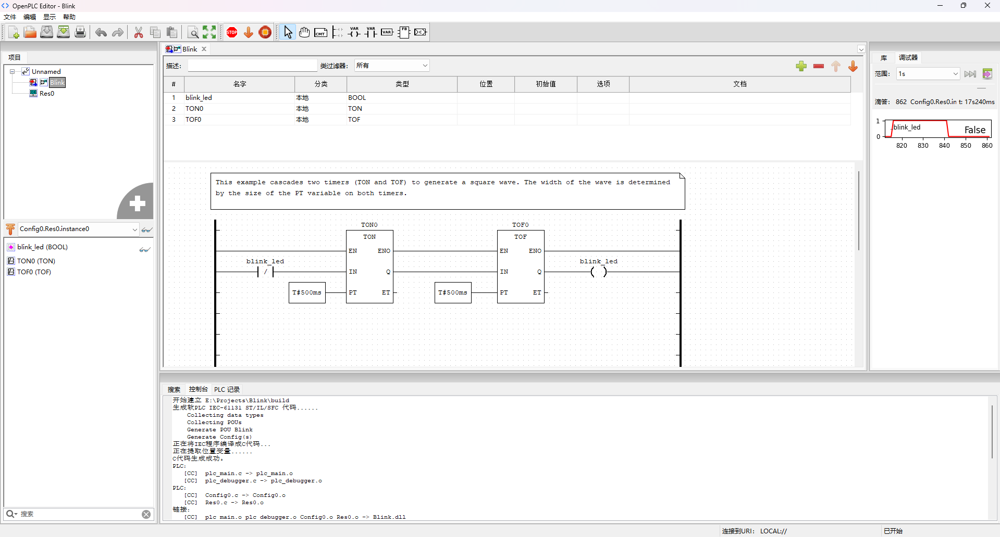 OpenPLC Editor - Blink
文件 编辑 显示 帮助
STOP CMT VAR VAR VAR FB >C>
项目
Unnamed
Blink
Res0
Config0.Res0.instance0
blink_led (BOOL)
TON0 (TON)
TOF0 (TOF)
搜索
Blink
描述：
类过滤器： 所有
# 名字 分类 类型 位置 初始值 选项 文档
1 blink_led 本地 BOOL
2 TON0 本地 TON
3 TOF0 本地 TOF
This example cascades two timers (TON and TOF) to generate a square wave. The width of the wave is determined
by the size of the PT variable on both timers.
TON0 TOF0
TON TOF
EN ENO EN ENO
blink_led blink_led
/ IN Q IN Q ( )
T#500ms PT ET T#500ms PT ET
搜索 控制台 PLC 记录
开始建立 E:\Projects\Blink\build
生成软PLC IEC-61131 ST/IL/SFC 代码......
Collecting data types
Collecting POUs
Generate POU Blink
Generate Config(s)
正在将IEC程序编译成C代码...
正在提取位置变量......
C代码生成成功。
PLC:
[CC] plc_main.c -> plc_main.o
[CC] plc_debugger.c -> plc_debugger.o
PLC:
[CC] Config0.c -> Config0.o
[CC] Res0.c -> Res0.o
链接:
[CC] plc_main.o plc_debugger.o Config0.o Res0.o -> Blink.dll
库 调试器
范围： 1s
滴答： 862 Config0.Res0.in t: 17s240ms
1
blink_led False
0
820 830 840 850 860
连接到URI： LOCAL:// 已开始